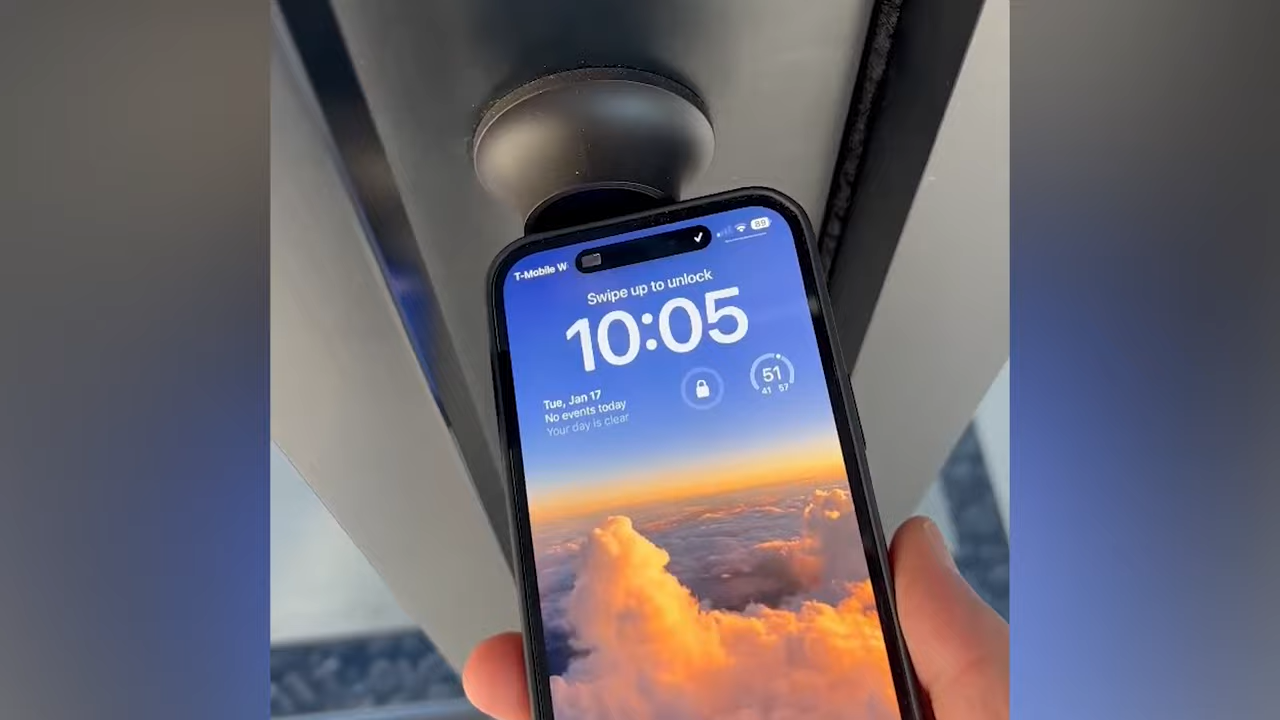 T-Mobile W
89
Swipe up to unlock
10:05
Tue, Jan 17
No events today
Your day is clear
51
41 57